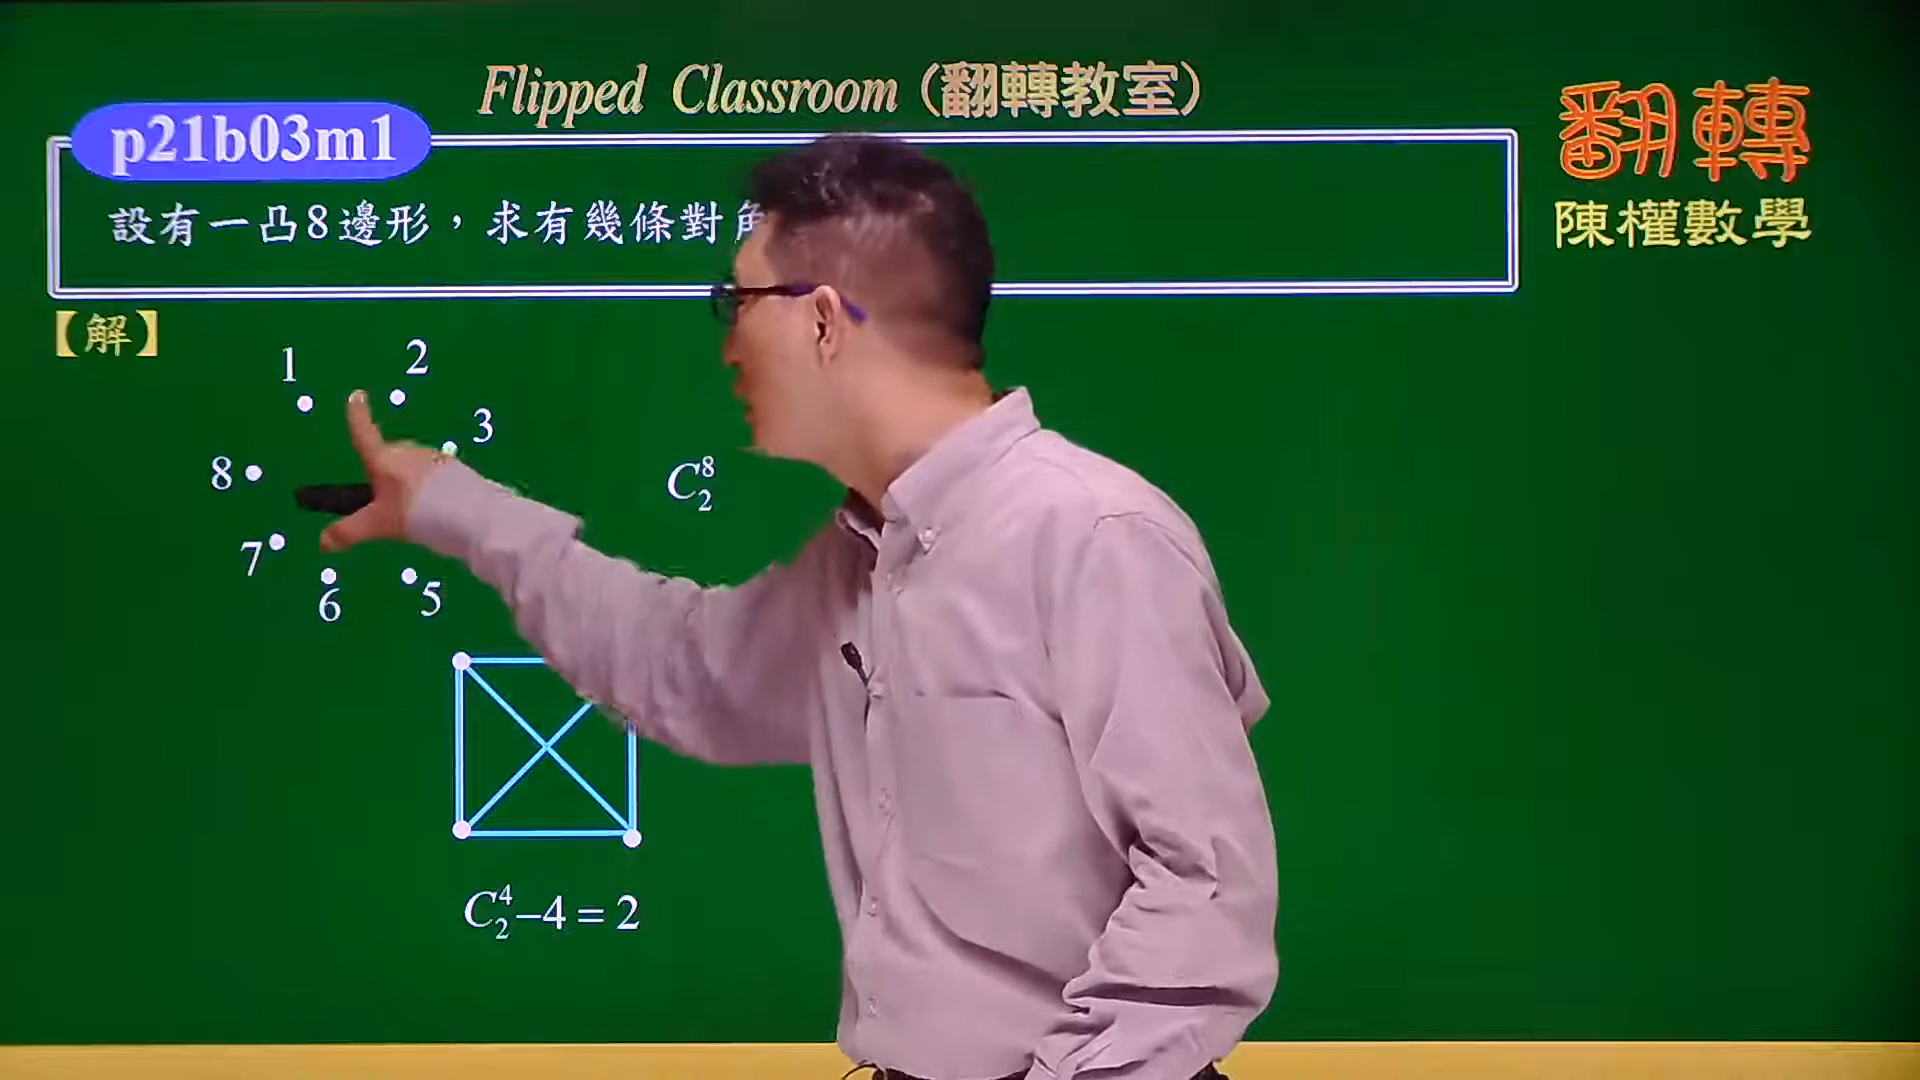 Flipped Classroom (翻轉教室)
翻轉
陳權數學
p21b03m1
設有一凸8邊形,求有幾條對角
【解】
1
2
3
8
7
6
5
C₂⁸
C₂⁴–4=2